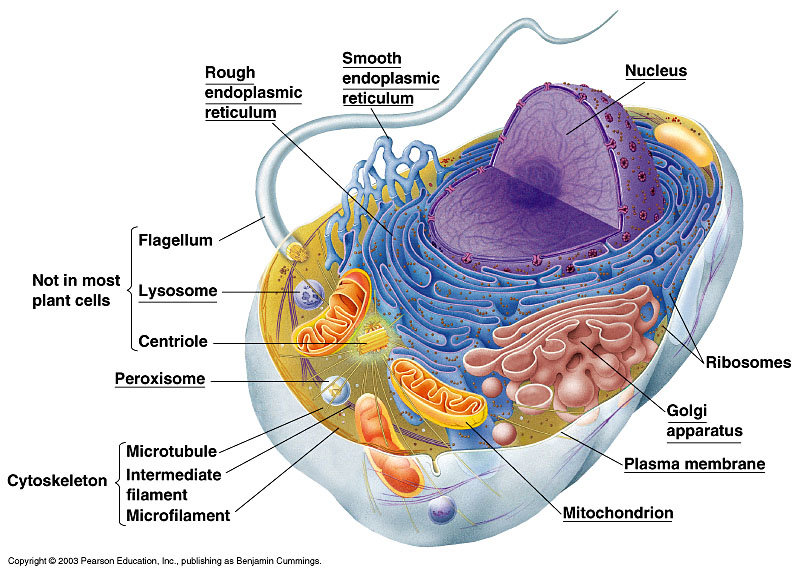 Smooth
endoplasmic
reticulum
Rough
endoplasmic
reticulum
Nucleus
Flagellum
Not in most
plant cells
Lysosome
Centriole
Peroxisome
Ribosomes
Golgi
apparatus
Plasma membrane
Mitochondrion
Cytoskeleton
Microtubule
Intermediate
filament
Microfilament
Copyright © 2003 Pearson Education, Inc., publishing as Benjamin Cummings.